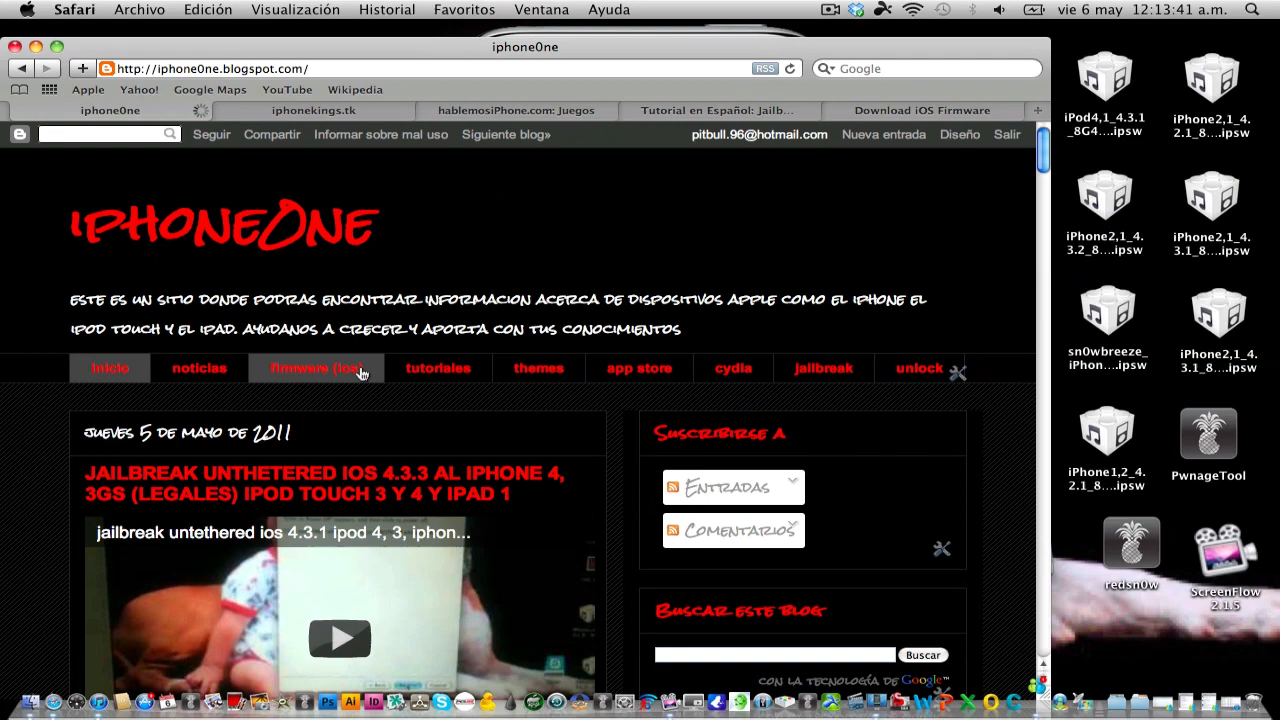 Safari Archivo Edición Visualización Historial Favoritos Ventana Ayuda vie 6 may 12:13:41 a.m.
iphone0ne
http://iphone0ne.blogspot.com/ RSS Google
Apple Yahoo! Google Maps YouTube Wikipedia
iphone0ne iphonekings.tk hablemosiPhone.com: Juegos Tutorial en Español: Jailb... Download iOS Firmware
Seguir Compartir Informar sobre mal uso Siguiente blog» pitbull.96@hotmail.com Nueva entrada Diseño Salir
iphone0ne
este es un sitio donde podras encontrar informacion acerca de dispositivos apple como el iphone el
ipod touch y el ipad. ayudanos a crecer y aporta con tus conocimientos
inicio noticias firmware (ios) tutoriales themes app store cydia jailbreak unlock
jueves 5 de mayo de 2011
JAILBREAK UNTHETERED IOS 4.3.3 AL IPHONE 4,
3GS (LEGALES) IPOD TOUCH 3 Y 4 Y IPAD 1
jailbreak untethered ios 4.3.1 ipod 4, 3, iphon...
Suscribirse a
Entradas
Comentarios
Buscar este blog
Buscar
con la tecnología de Google™
iPod4,1_4.3.1
_8G4....ipsw
iPhone2,1_4.
2.1_8....ipsw
iPhone2,1_4.
3.2_8....ipsw
iPhone2,1_4.
3.1_8....ipsw
sn0wbreeze_
iPhon....ipsw
iPhone2,1_4.
3.1_8....ipsw
iPhone1,2_4.
2.1_8....ipsw
PwnageTool
redsn0w
ScreenFlow
2.1.5